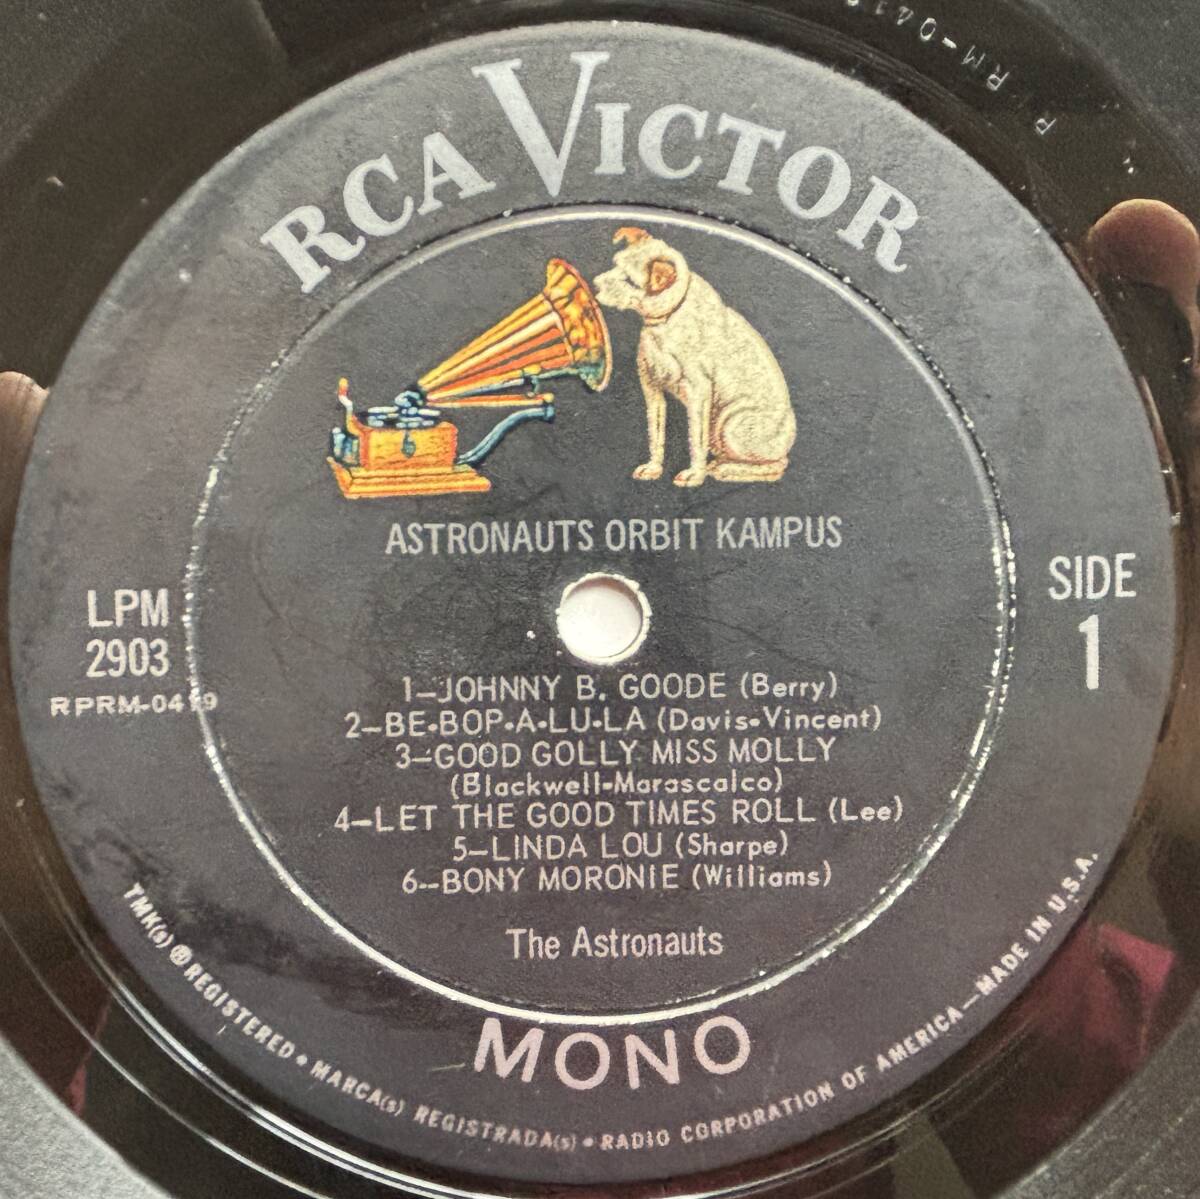 RCA VICTOR
ASTRONAUTS ORBIT KAMPUS
LPM
2903
RPRM-0419
SIDE
1
1-JOHNNY B. GOODE (Berry)
2-BE-BOP-A-LU-LA (Davis-Vincent)
3-GOOD GOLLY MISS MOLLY
(Blackwell-Marascalco)
4-LET THE GOOD TIMES ROLL (Lee)
5-LINDA LOU (Sharpe)
6-BONY MORONIE (Williams)
The Astronauts
MONO
TMK(s) ® REGISTERED • MARCA(s) REGISTRADA(s) • RADIO CORPORATION OF AMERICA—MADE IN U.S.A.